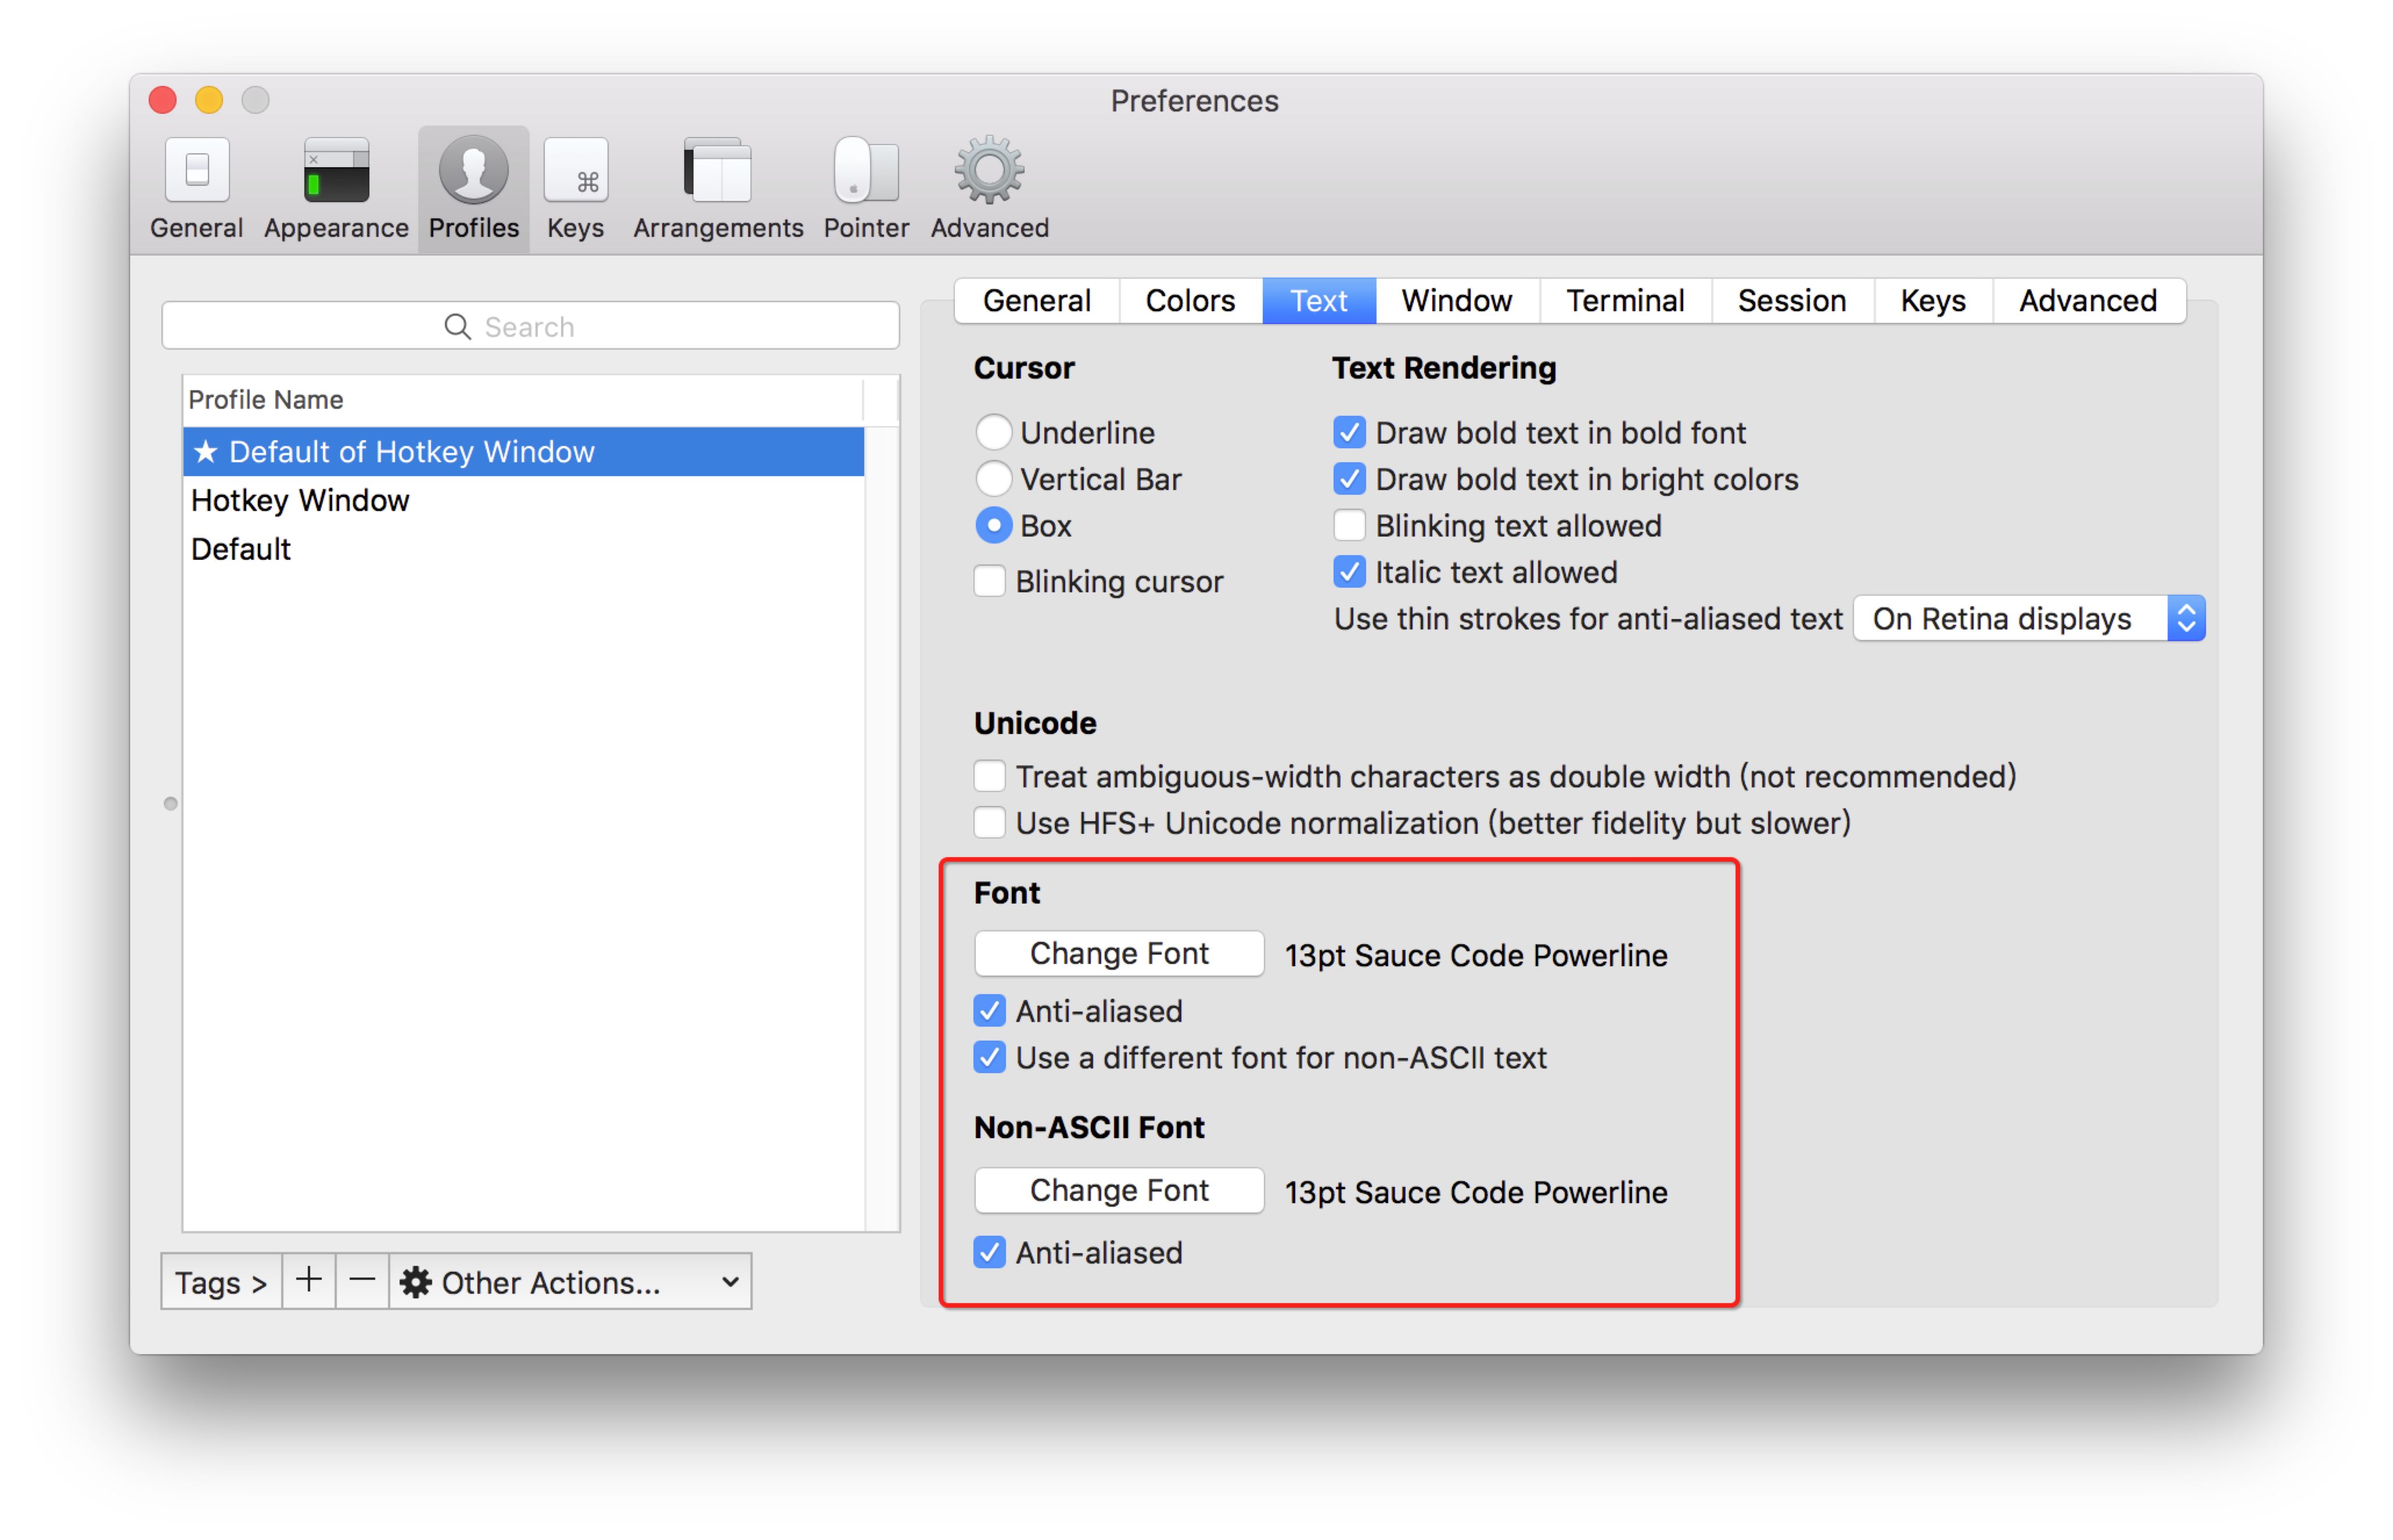 Preferences
General Appearance Profiles Keys Arrangements Pointer Advanced
General Colors Text Window Terminal Session Keys Advanced
Search
Profile Name
★ Default of Hotkey Window
Hotkey Window
Default
Tags > + − Other Actions...
Cursor
Underline
Vertical Bar
Box
Blinking cursor
Text Rendering
Draw bold text in bold font
Draw bold text in bright colors
Blinking text allowed
Italic text allowed
Use thin strokes for anti-aliased text On Retina displays
Unicode
Treat ambiguous-width characters as double width (not recommended)
Use HFS+ Unicode normalization (better fidelity but slower)
Font
Change Font 13pt Sauce Code Powerline
Anti-aliased
Use a different font for non-ASCII text
Non-ASCII Font
Change Font 13pt Sauce Code Powerline
Anti-aliased